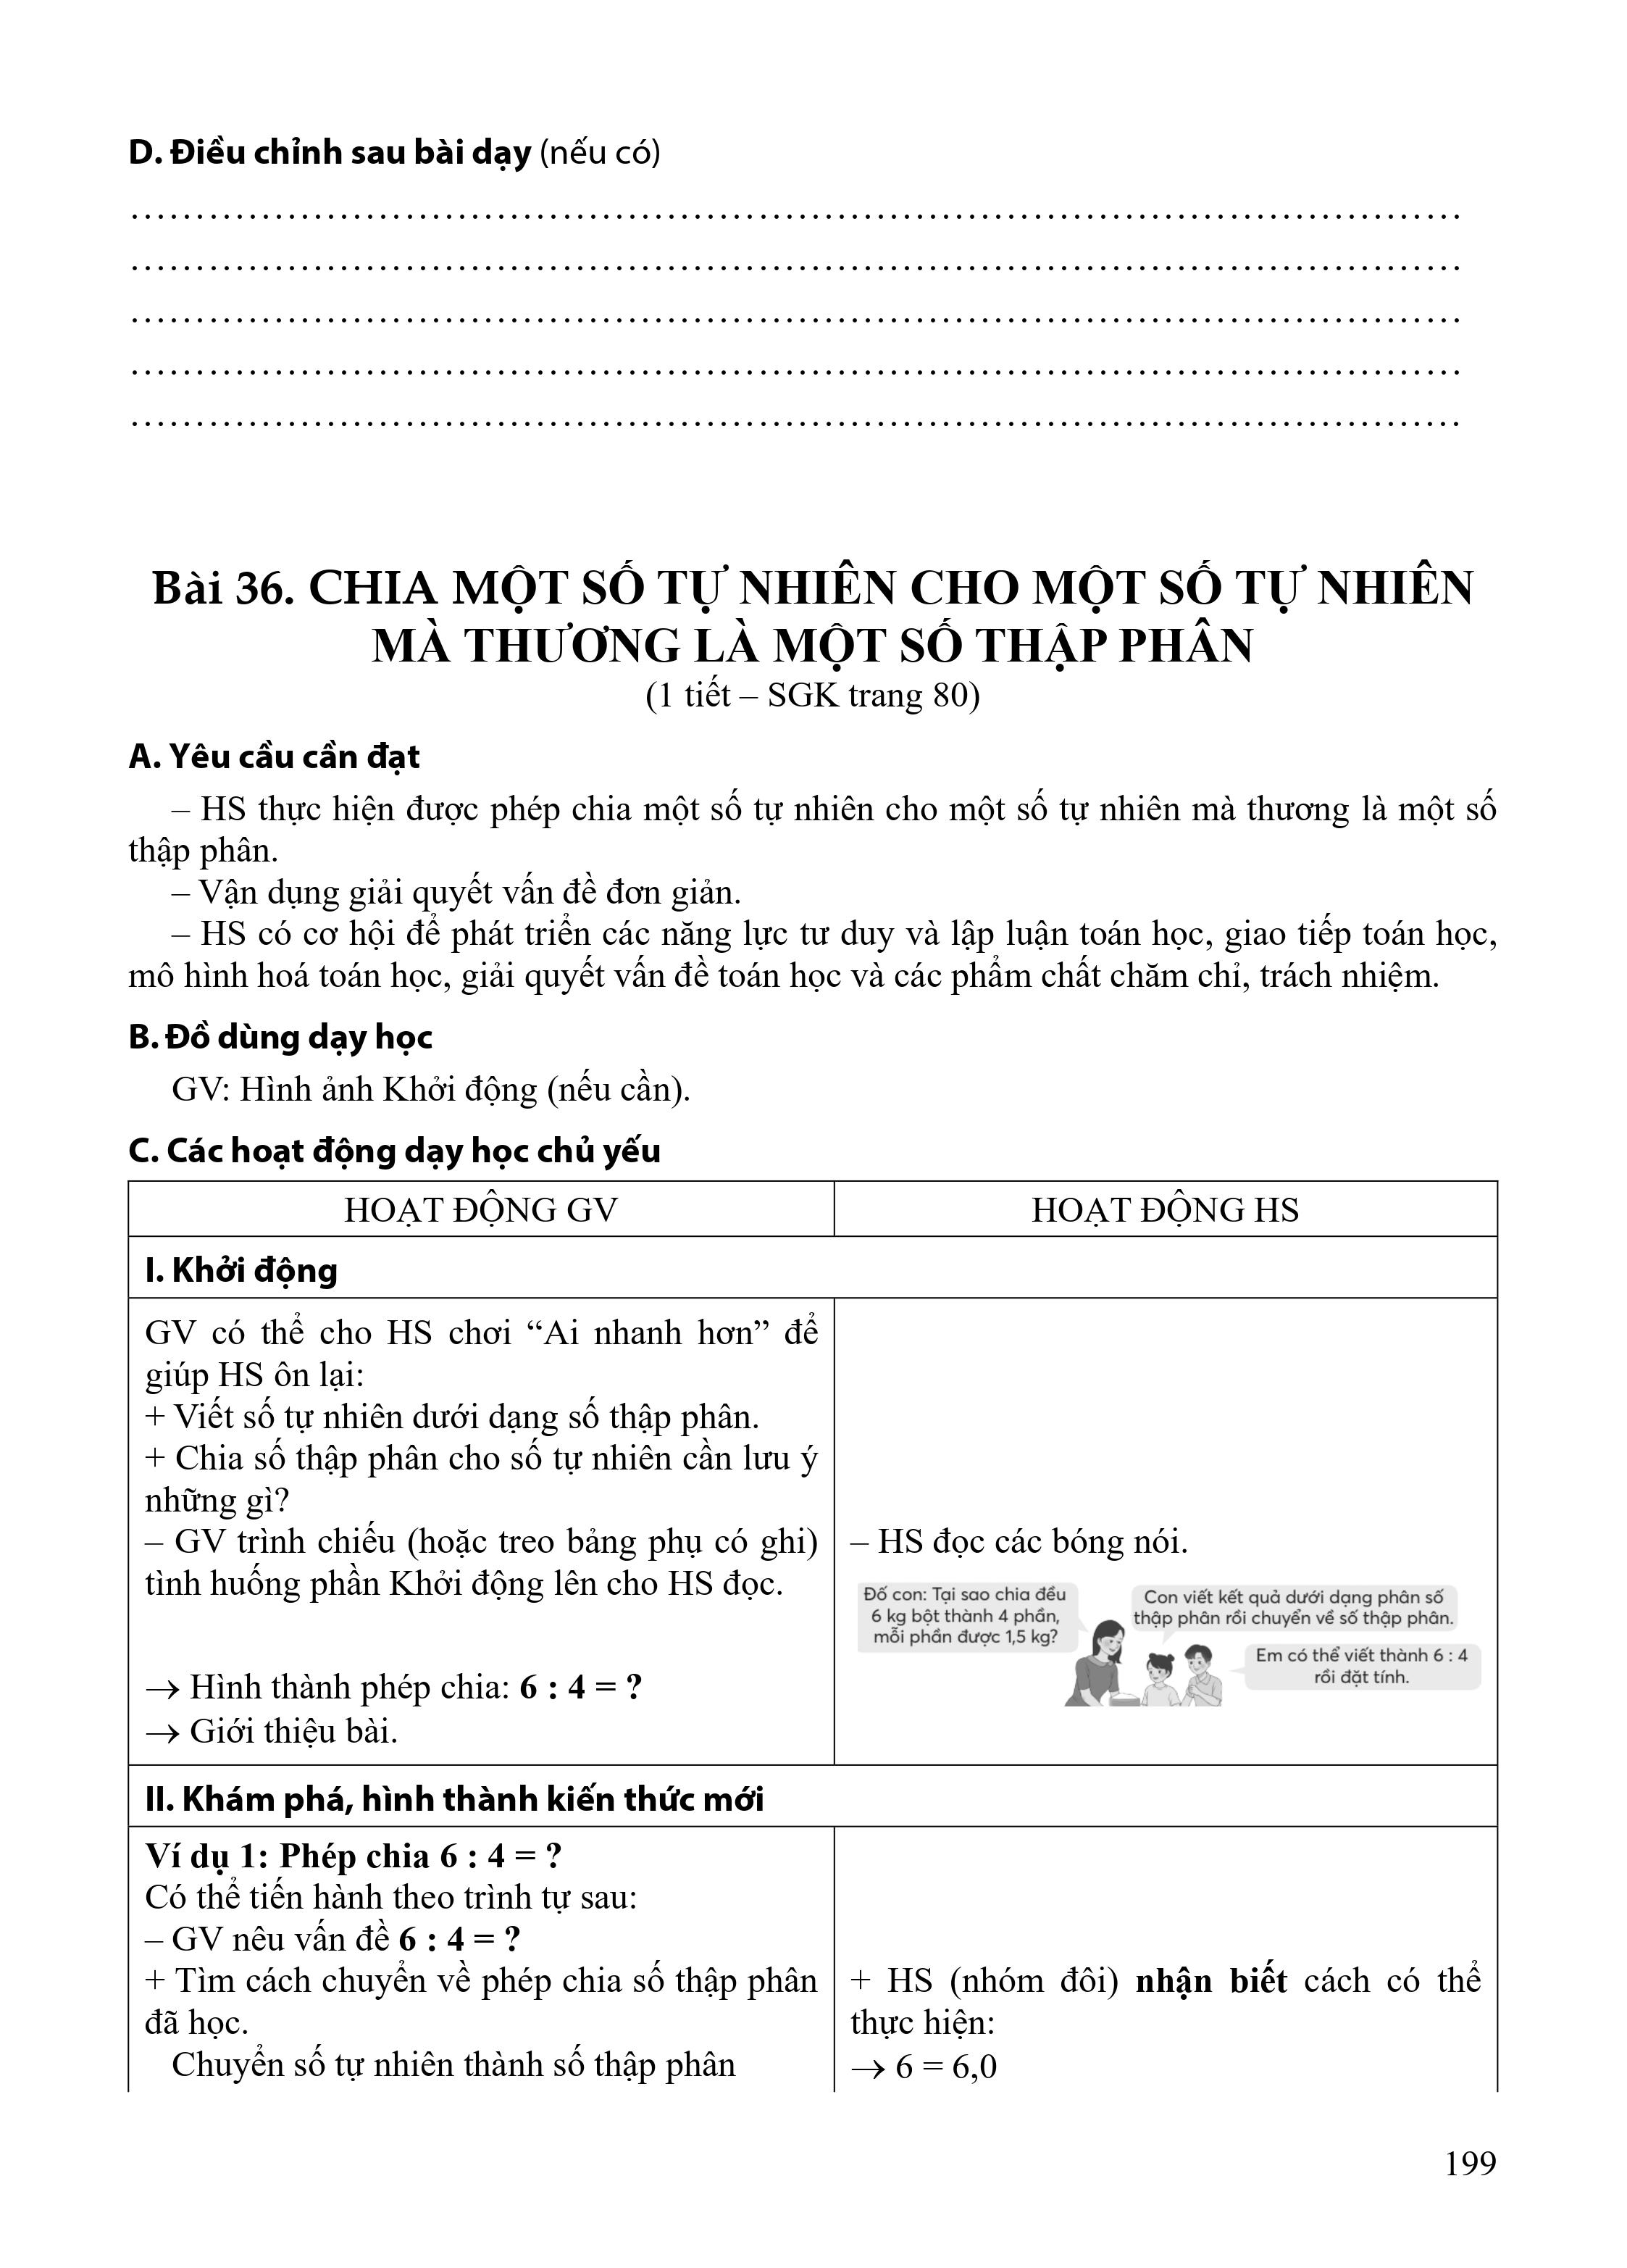 D. Điều chỉnh sau bài dạy (nếu có)
........................................................................................................
........................................................................................................
........................................................................................................
........................................................................................................
........................................................................................................
Bài 36. CHIA MỘT SỐ TỰ NHIÊN CHO MỘT SỐ TỰ NHIÊN
MÀ THƯƠNG LÀ MỘT SỐ THẬP PHÂN
(1 tiết – SGK trang 80)
A. Yêu cầu cần đạt
– HS thực hiện được phép chia một số tự nhiên cho một số tự nhiên mà thương là một số
thập phân.
– Vận dụng giải quyết vấn đề đơn giản.
– HS có cơ hội để phát triển các năng lực tư duy và lập luận toán học, giao tiếp toán học,
mô hình hoá toán học, giải quyết vấn đề toán học và các phẩm chất chăm chỉ, trách nhiệm.
B. Đồ dùng dạy học
GV: Hình ảnh Khởi động (nếu cần).
C. Các hoạt động dạy học chủ yếu
HOẠT ĐỘNG GV
HOẠT ĐỘNG HS
I. Khởi động
GV có thể cho HS chơi “Ai nhanh hơn” để
giúp HS ôn lại:
+ Viết số tự nhiên dưới dạng số thập phân.
+ Chia số thập phân cho số tự nhiên cần lưu ý
những gì?
– GV trình chiếu (hoặc treo bảng phụ có ghi)
tình huống phần Khởi động lên cho HS đọc.
→ Hình thành phép chia: 6 : 4 = ?
→ Giới thiệu bài.
– HS đọc các bóng nói.
Đố con: Tại sao chia đều
6 kg bột thành 4 phần,
mỗi phần được 1,5 kg?
Con viết kết quả dưới dạng phân số
thập phân rồi chuyển về số thập phân.
Em có thể viết thành 6 : 4
rồi đặt tính.
II. Khám phá, hình thành kiến thức mới
Ví dụ 1: Phép chia 6 : 4 = ?
Có thể tiến hành theo trình tự sau:
– GV nêu vấn đề 6 : 4 = ?
+ Tìm cách chuyển về phép chia số thập phân
đã học.
Chuyển số tự nhiên thành số thập phân
+ HS (nhóm đôi) nhận biết cách có thể
thực hiện:
→ 6 = 6,0
199